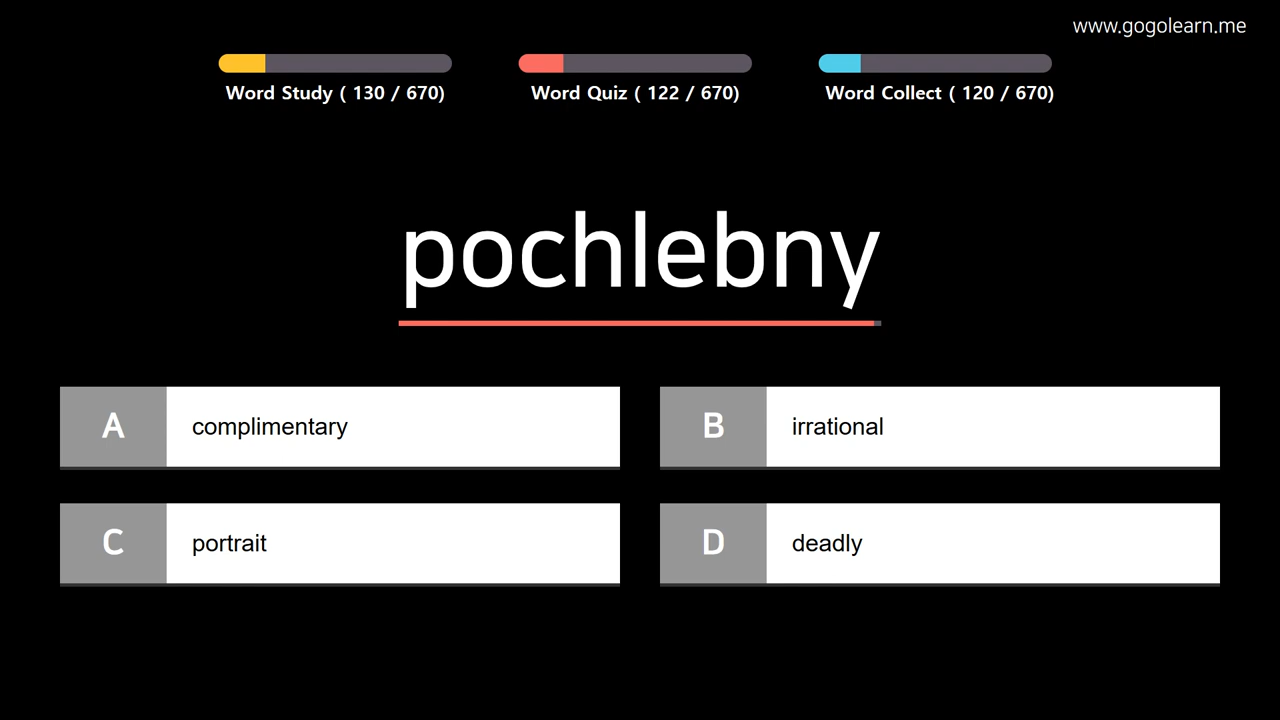 www.gogolearn.me
Word Study ( 130 / 670)
Word Quiz ( 122 / 670)
Word Collect ( 120 / 670)
pochlebny
A complimentary
B irrational
C portrait
D deadly